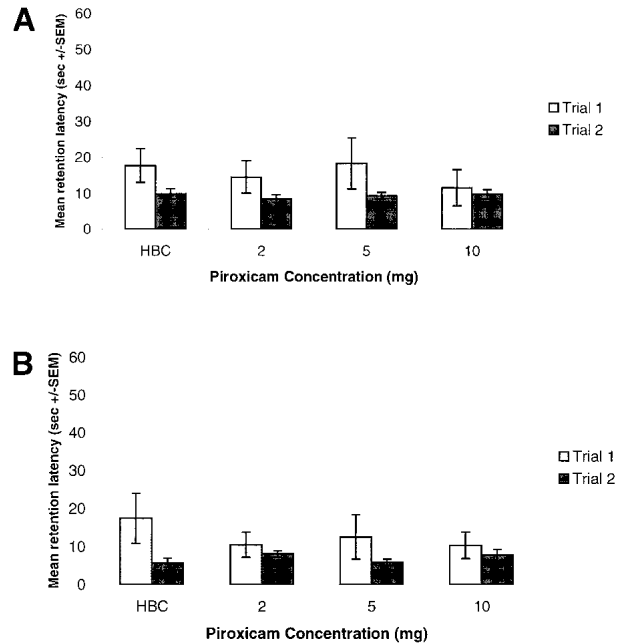 A
Mean retention latency (sec +/-SEM)
60
50
40
30
20
10
0
HBC 2 5 10
Piroxicam Concentration (mg)
Trial 1
Trial 2
B
Mean retention latency (sec +/-SEM)
60
50
40
30
20
10
0
HBC 2 5 10
Piroxicam Concentration (mg)
Trial 1
Trial 2